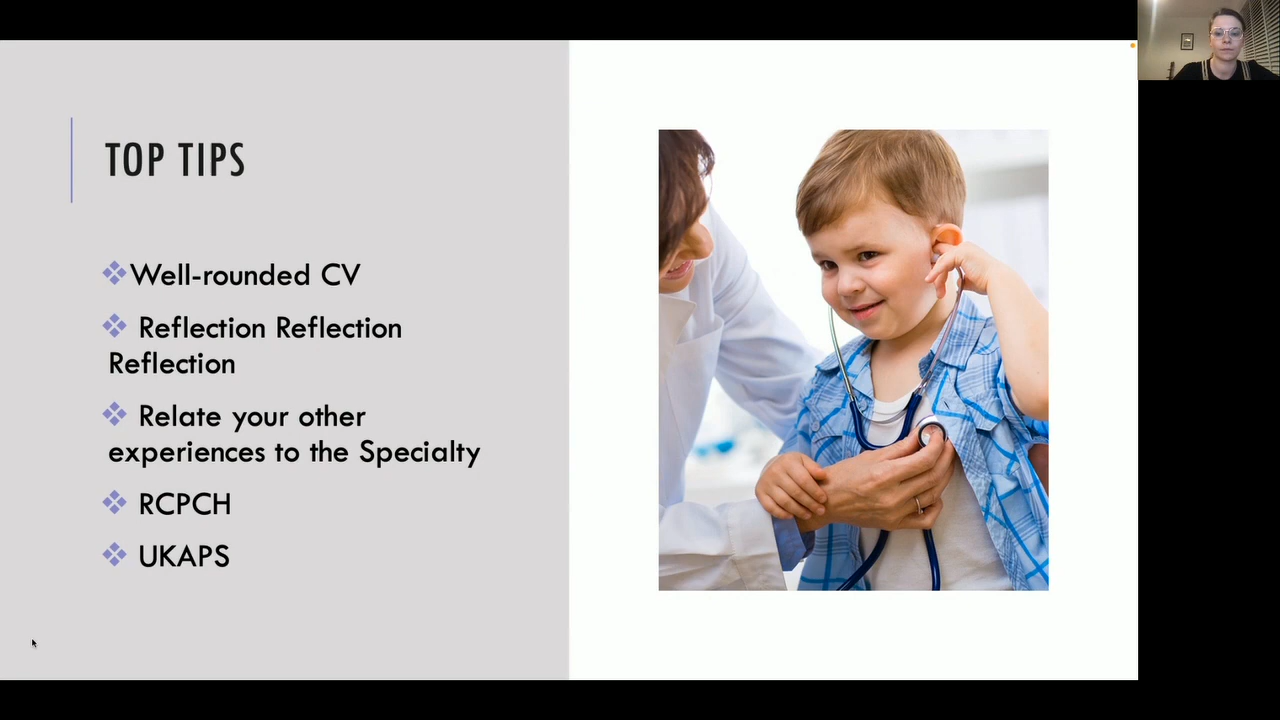 TOP TIPS
Well-rounded CV
Reflection Reflection
Reflection
Relate your other
experiences to the Specialty
RCPCH
UKAPS